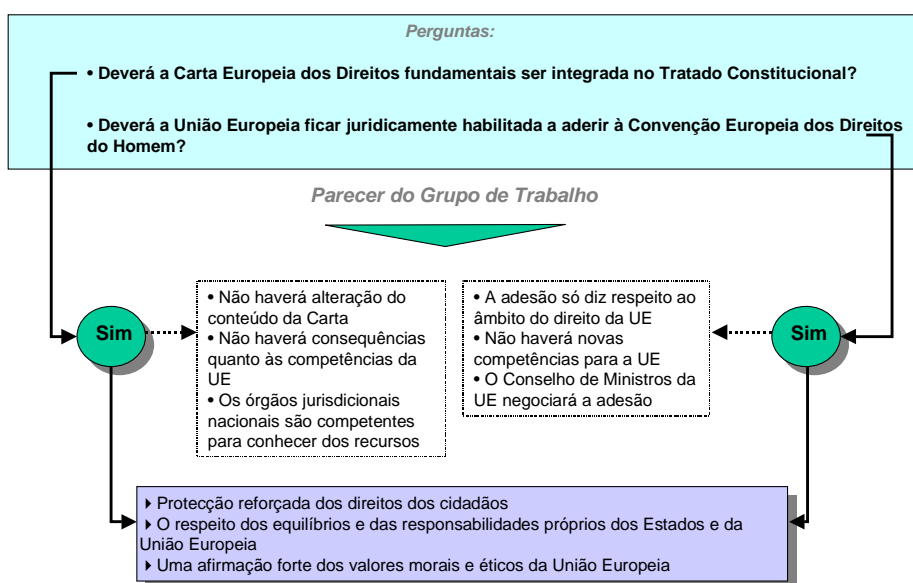 Perguntas:
• Deverá a Carta Europeia dos Direitos fundamentais ser integrada no Tratado Constitucional?
• Deverá a União Europeia ficar juridicamente habilitada a aderir à Convenção Europeia dos Direitos
do Homem?
Parecer do Grupo de Trabalho
Sim
• Não haverá alteração do
conteúdo da Carta
• Não haverá consequências
quanto às competências da
UE
• Os órgãos jurisdicionais
nacionais são competentes
para conhecer dos recursos
• A adesão só diz respeito ao
âmbito do direito da UE
• Não haverá novas
competências para a UE
• O Conselho de Ministros da
UE negociará a adesão
Sim
Protecção reforçada dos direitos dos cidadãos
O respeito dos equilíbrios e das responsabilidades próprios dos Estados e da
União Europeia
Uma afirmação forte dos valores morais e éticos da União Europeia